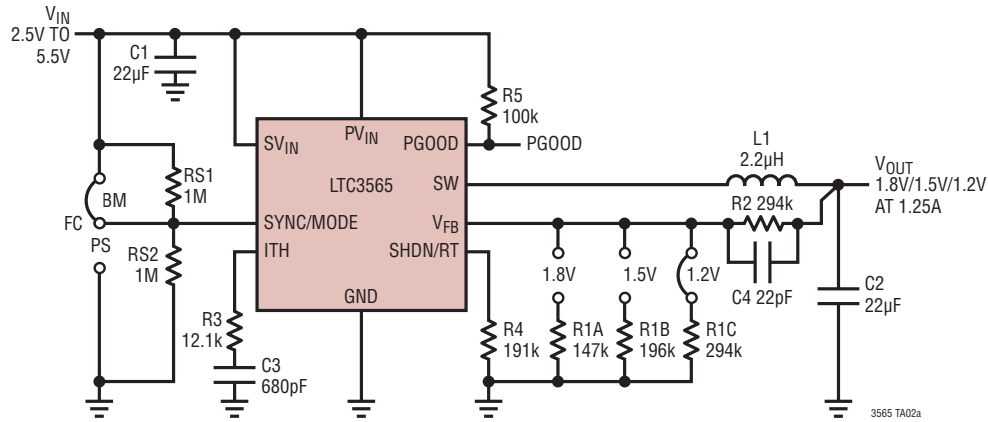 VIN
2.5V TO
5.5V
C1
22µF
R5
100k
SVIN
PVIN
PGOOD
PGOOD
LTC3565
SW
L1
2.2µH
VOUT
1.8V/1.5V/1.2V
AT 1.25A
RS1
1M
BM
FC
PS
SYNC/MODE
VFB
R2 294k
C4 22pF
ITH
SHDN/RT
RS2
1M
GND
1.8V
1.5V
1.2V
C2
22µF
R3
12.1k
C3
680pF
R4
191k
R1A
147k
R1B
196k
R1C
294k
3565 TA02a